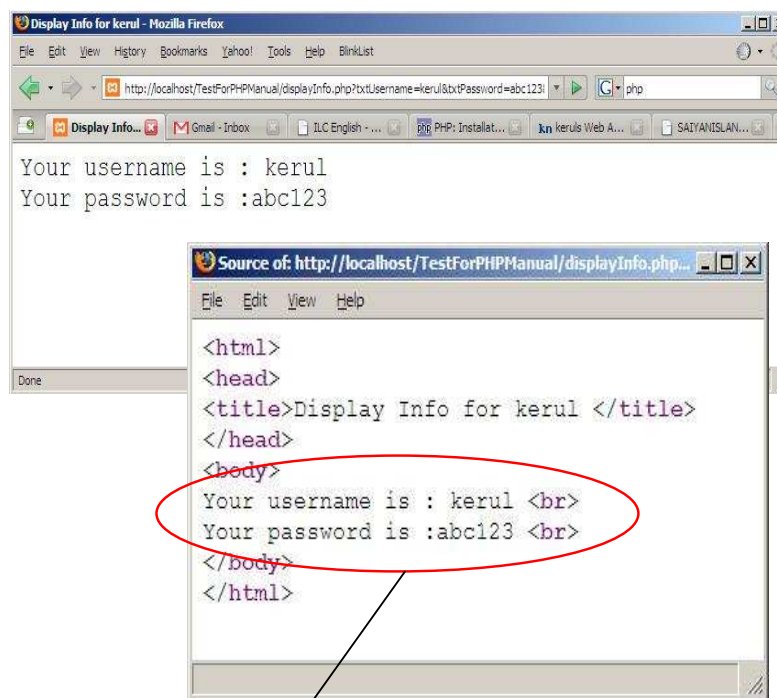 Display Info for kerul - Mozilla Firefox
File Edit View History Bookmarks Yahoo! Tools Help BlinkList
http://localhost/TestForPHPManual/displayInfo.php?txtUsername=kerul&txtPassword=abc123
G php
Display Info... Gmail - Inbox ILC English - ... php PHP: Installat... kn keruls Web A... SAIYANISLAN...
Your username is : kerul
Your password is :abc123
Source of: http://localhost/TestForPHPManual/displayInfo.php...
File Edit View Help
<html>
<head>
<title>Display Info for kerul </title>
</head>
<body>
Your username is : kerul <br>
Your password is :abc123 <br>
</body>
</html>
Done